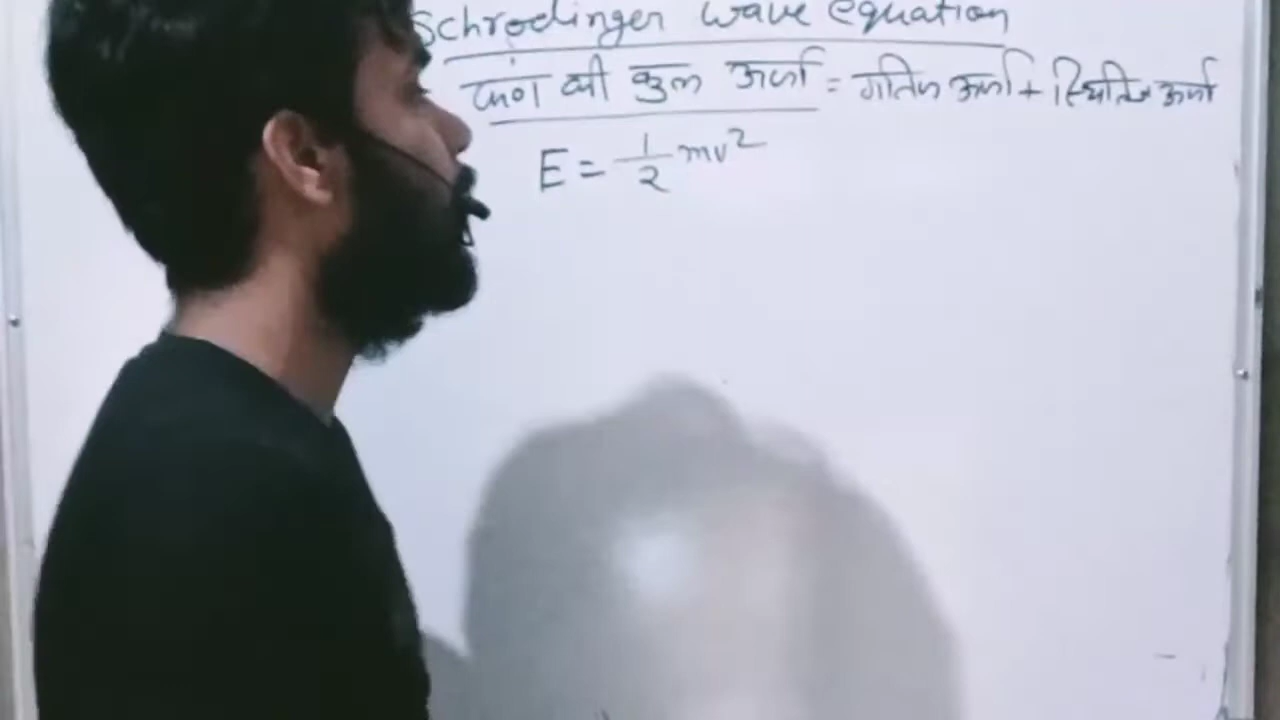 Schrodinger wave equation
कण की कुल ऊर्जा = गतिज ऊर्जा + स्थितिज ऊर्जा
E = 1/2 mv²